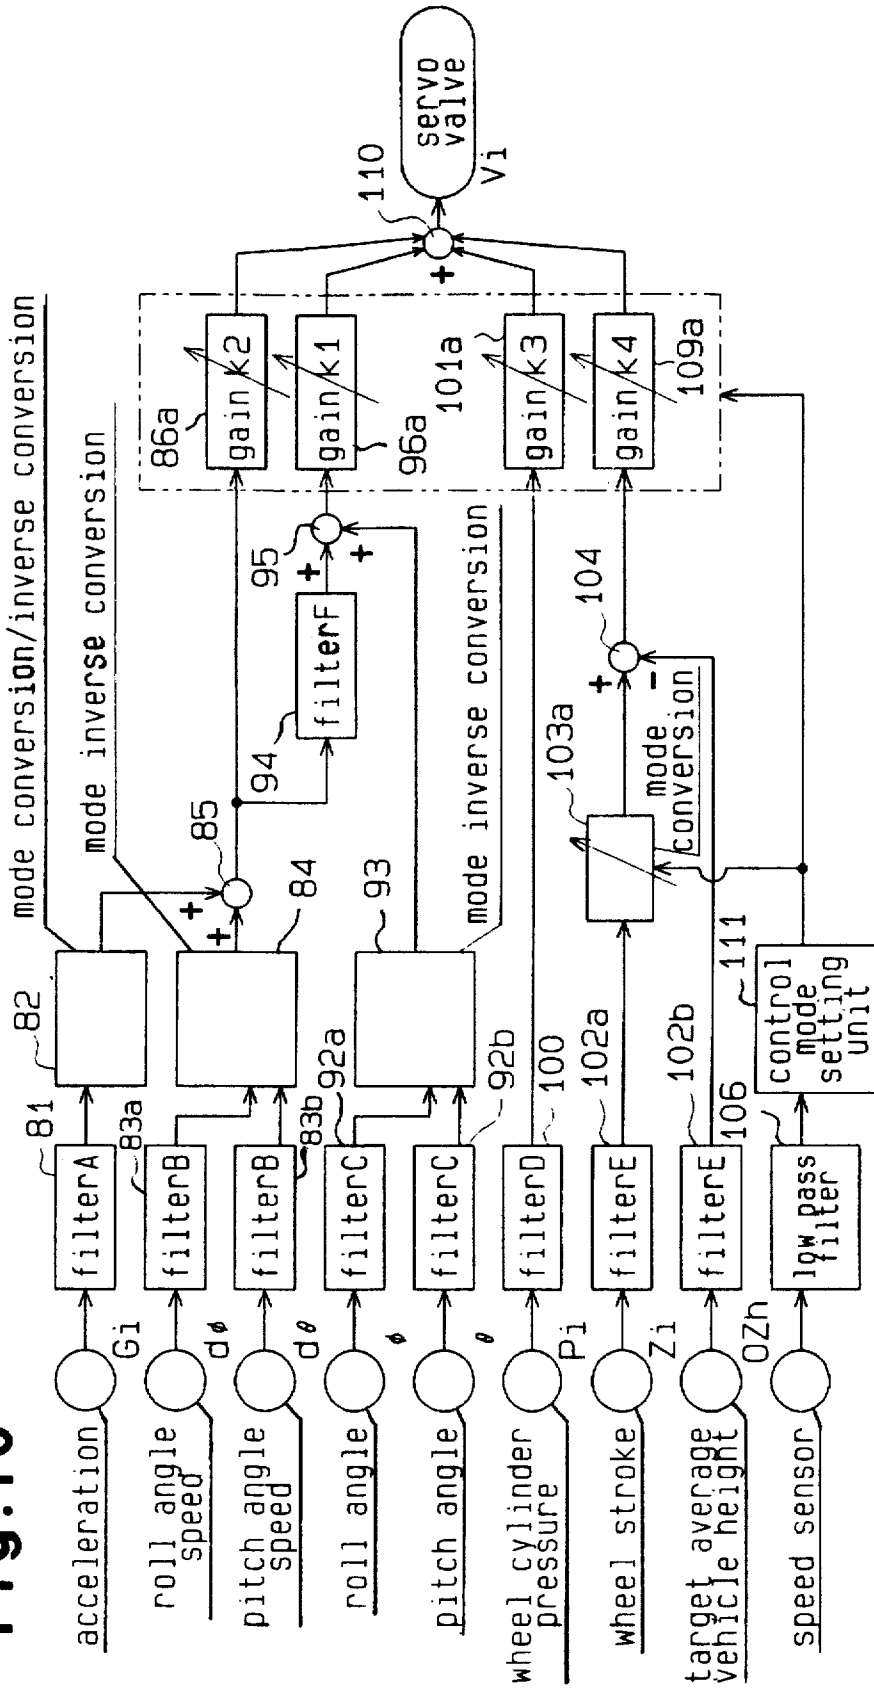 acceleration
Gi
filterA
81
82
mode conversion/inverse conversion
roll angle
speed
dϕ
83a
filterB
mode inverse conversion
84
85
+
+
pitch angle
speed
dθ
filterB
83b
86a
gain k2
roll angle
ϕ
filterC
92a
93
94
filterF
95
+
+
gain k1
96a
pitch angle
θ
filterC
92b
mode inverse conversion
wheel cylinder
pressure
Pi
filterD
100
gain k3
101a
wheel stroke
Zi
filterE
102a
103a
mode
conversion
104
+
-
gain k4
109a
target average
vehicle height
OZh
filterE
102b
speed sensor
low pass
filter
106
control
mode
setting
unit
111
110
+
servo
valve
Vi